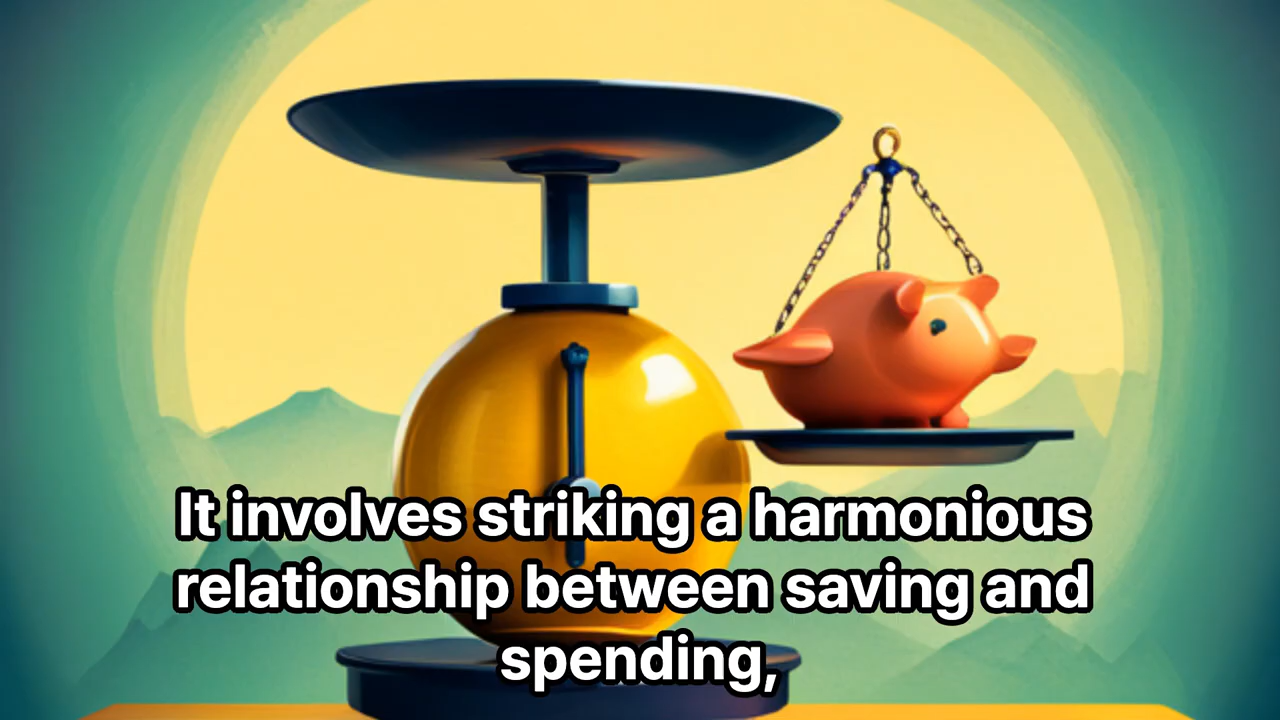 It involves striking a harmonious
relationship between saving and
spending,